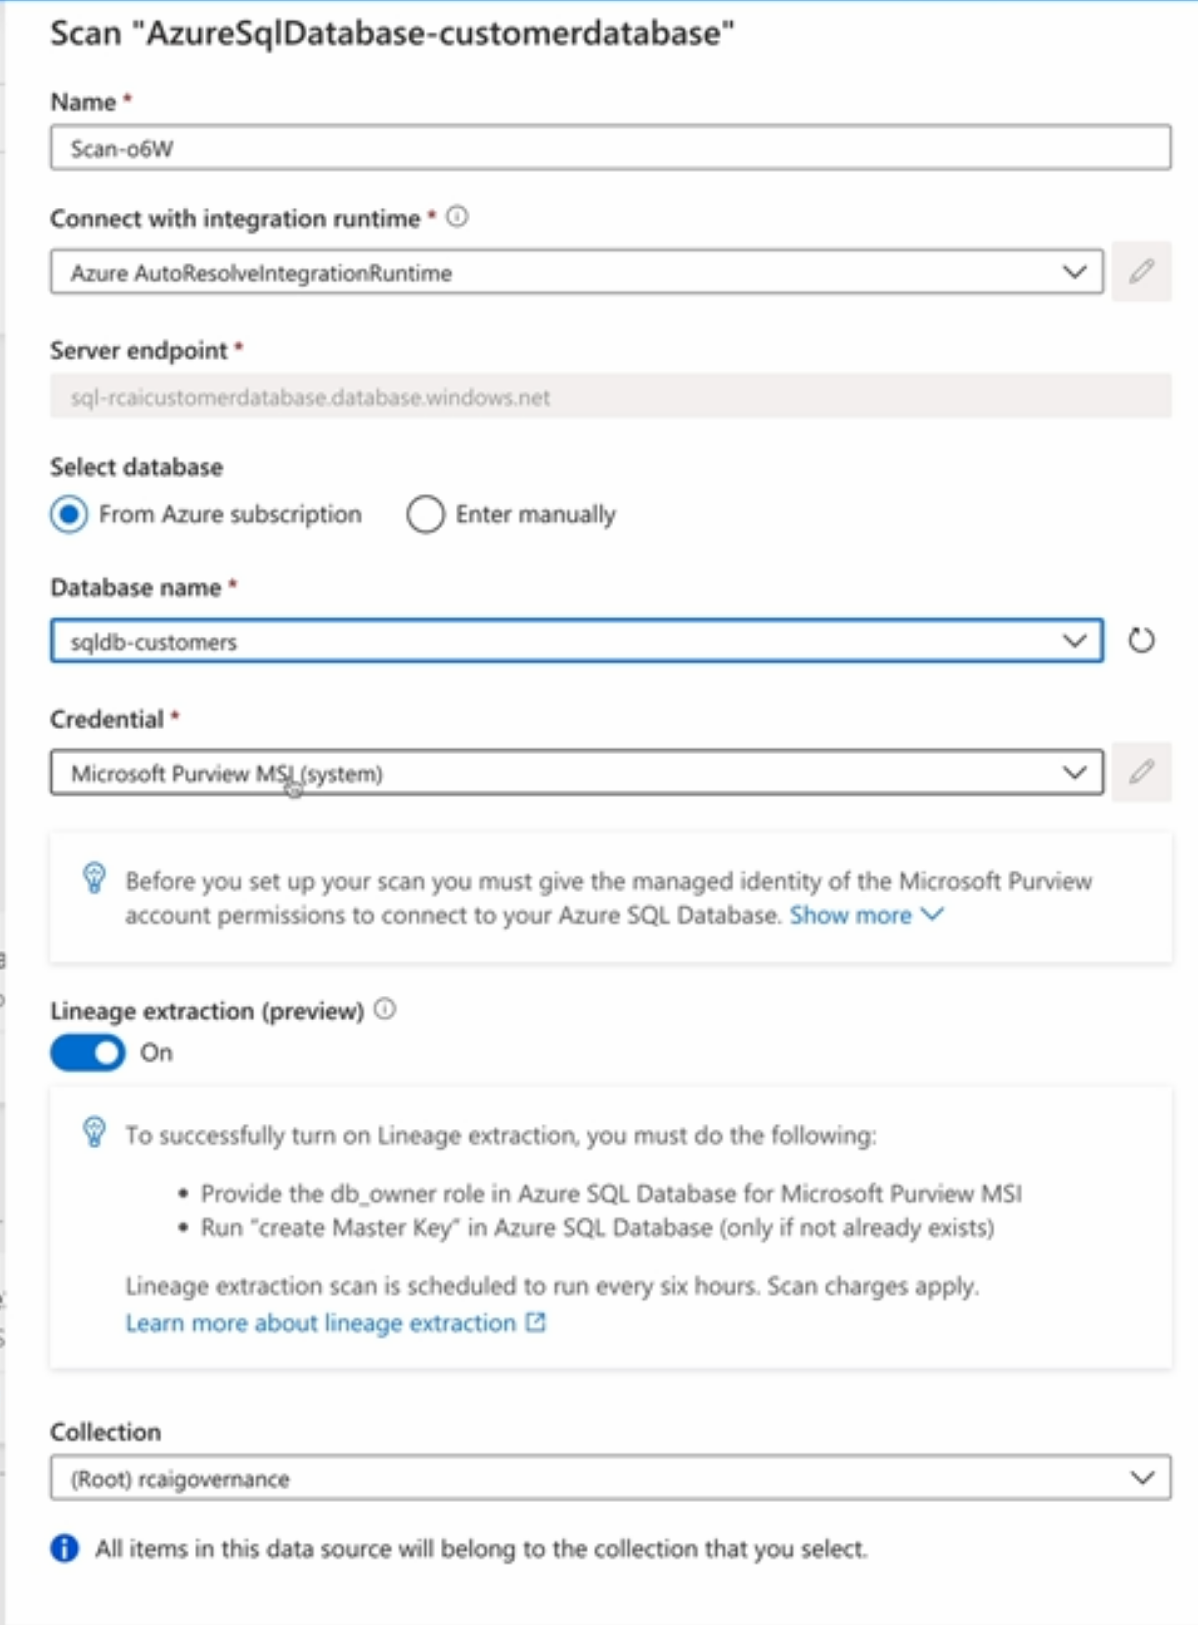 Scan "AzureSqlDatabase-customerdatabase"
Name *
Scan-o6W
Connect with integration runtime *
Azure AutoResolveIntegrationRuntime
Server endpoint *
sql-rcaicustomerdatabase.database.windows.net
Select database
From Azure subscription Enter manually
Database name *
sqldb-customers
Credential *
Microsoft Purview MSI (system)
Before you set up your scan you must give the managed identity of the Microsoft Purview
account permissions to connect to your Azure SQL Database. Show more
Lineage extraction (preview)
On
To successfully turn on Lineage extraction, you must do the following:
• Provide the db_owner role in Azure SQL Database for Microsoft Purview MSI
• Run "create Master Key" in Azure SQL Database (only if not already exists)
Lineage extraction scan is scheduled to run every six hours. Scan charges apply.
Learn more about lineage extraction
Collection
(Root) rcaigovernance
All items in this data source will belong to the collection that you select.